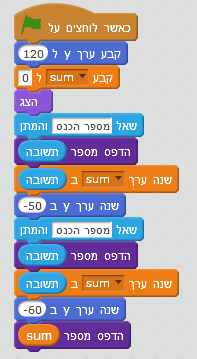 כאשר לוחצים על
קבע ערך y ל 120
קבע sum ל 0
הצג
שאל מספר הכנס והמתן
הדפס מספר תשובה
שנה ערך sum ב תשובה
שנה ערך y ב -50
שאל מספר הכנס והמתן
הדפס מספר תשובה
שנה ערך sum ב תשובה
שנה ערך y ב -60
הדפס מספר sum